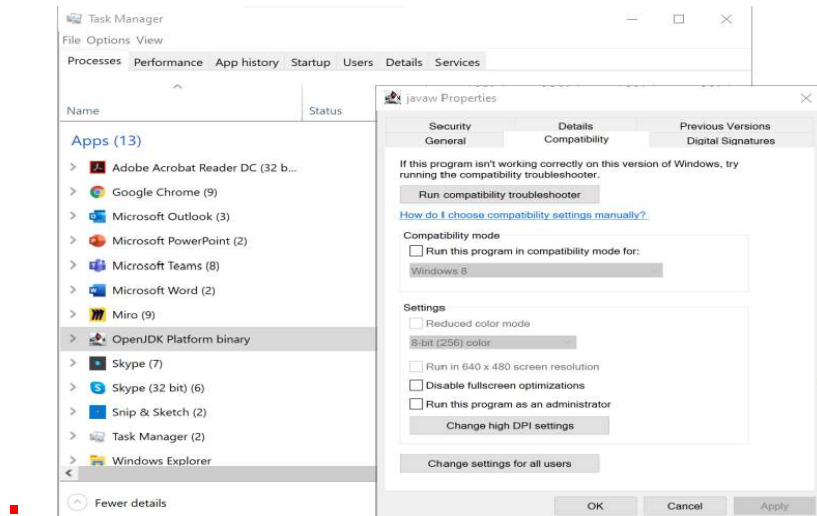 Task Manager
File Options View
Processes Performance App history Startup Users Details Services
Name Status
Apps (13)
Adobe Acrobat Reader DC (32 b...
Google Chrome (9)
Microsoft Outlook (3)
Microsoft PowerPoint (2)
Microsoft Teams (8)
Microsoft Word (2)
Miro (9)
OpenJDK Platform binary
Skype (7)
Skype (32 bit) (6)
Snip & Sketch (2)
Task Manager (2)
Windows Explorer
Fewer details
javaw Properties
Security Details Previous Versions
General Compatibility Digital Signatures
If this program isn't working correctly on this version of Windows, try
running the compatibility troubleshooter.
Run compatibility troubleshooter
How do I choose compatibility settings manually?
Compatibility mode
Run this program in compatibility mode for:
Windows 8
Settings
Reduced color mode
8-bit (256) color
Run in 640 x 480 screen resolution
Disable fullscreen optimizations
Run this program as an administrator
Change high DPI settings
Change settings for all users
OK Cancel Apply